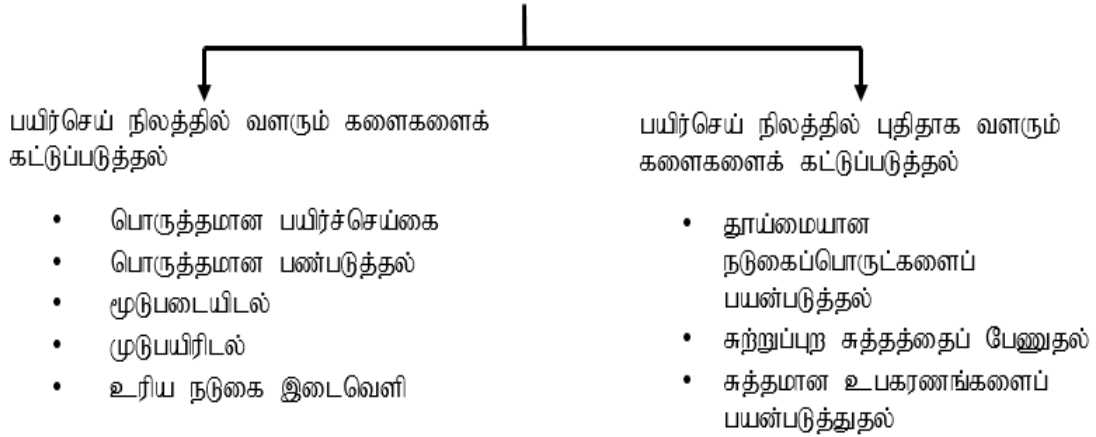 பயிர்செய் நிலத்தில் வளரும் களைகளைக்
கட்டுப்படுத்தல்
• பொருத்தமான பயிர்ச்செய்கை
• பொருத்தமான பண்படுத்தல்
• மூடுபடையிடல்
• முடுபயிரிடல்
• உரிய நடுகை இடைவெளி
பயிர்செய் நிலத்தில் புதிதாக வளரும்
களைகளைக் கட்டுப்படுத்தல்
• தூய்மையான
நடுகைப்பொருட்களைப்
பயன்படுத்தல்
• சுற்றுப்புற சுத்தத்தைப் பேணுதல்
• சுத்தமான உபகரணங்களைப்
பயன்படுத்துதல்